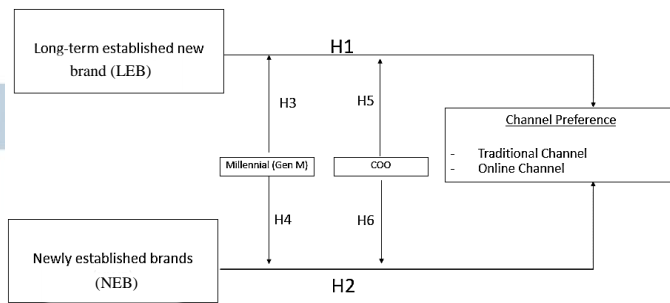 Long-term established new
brand (LEB)
H1
H3
H5
Channel Preference
- Traditional Channel
- Online Channel
Millennial (Gen M)
COO
H4
H6
Newly established brands
(NEB)
H2